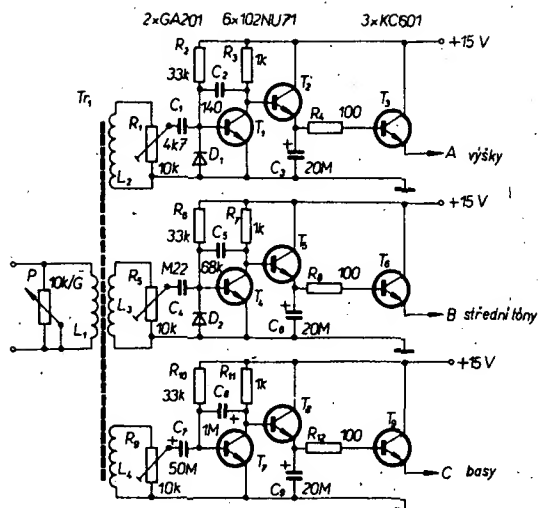 2×GA201 6×102NU71 3×KC601
+15 V
R2 R3
33k 1k
C2
T2
Tr1
C1 140
R4 100
T3
R1
T1
4k7
D1
A výšky
10k
C3 20M
L2
+15 V
R6 R7
33k 1k
C5
T5
P
R5
M22 68k
R8 100
T6
10k/G
L3
C4
T4
L1
D2
B střední tóny
10k
C6 20M
+15 V
R10 R11
33k 1k
C8
T8
R9
C7 1M
R12 100
T9
L4
50M
T7
C basy
10k
C9 20M